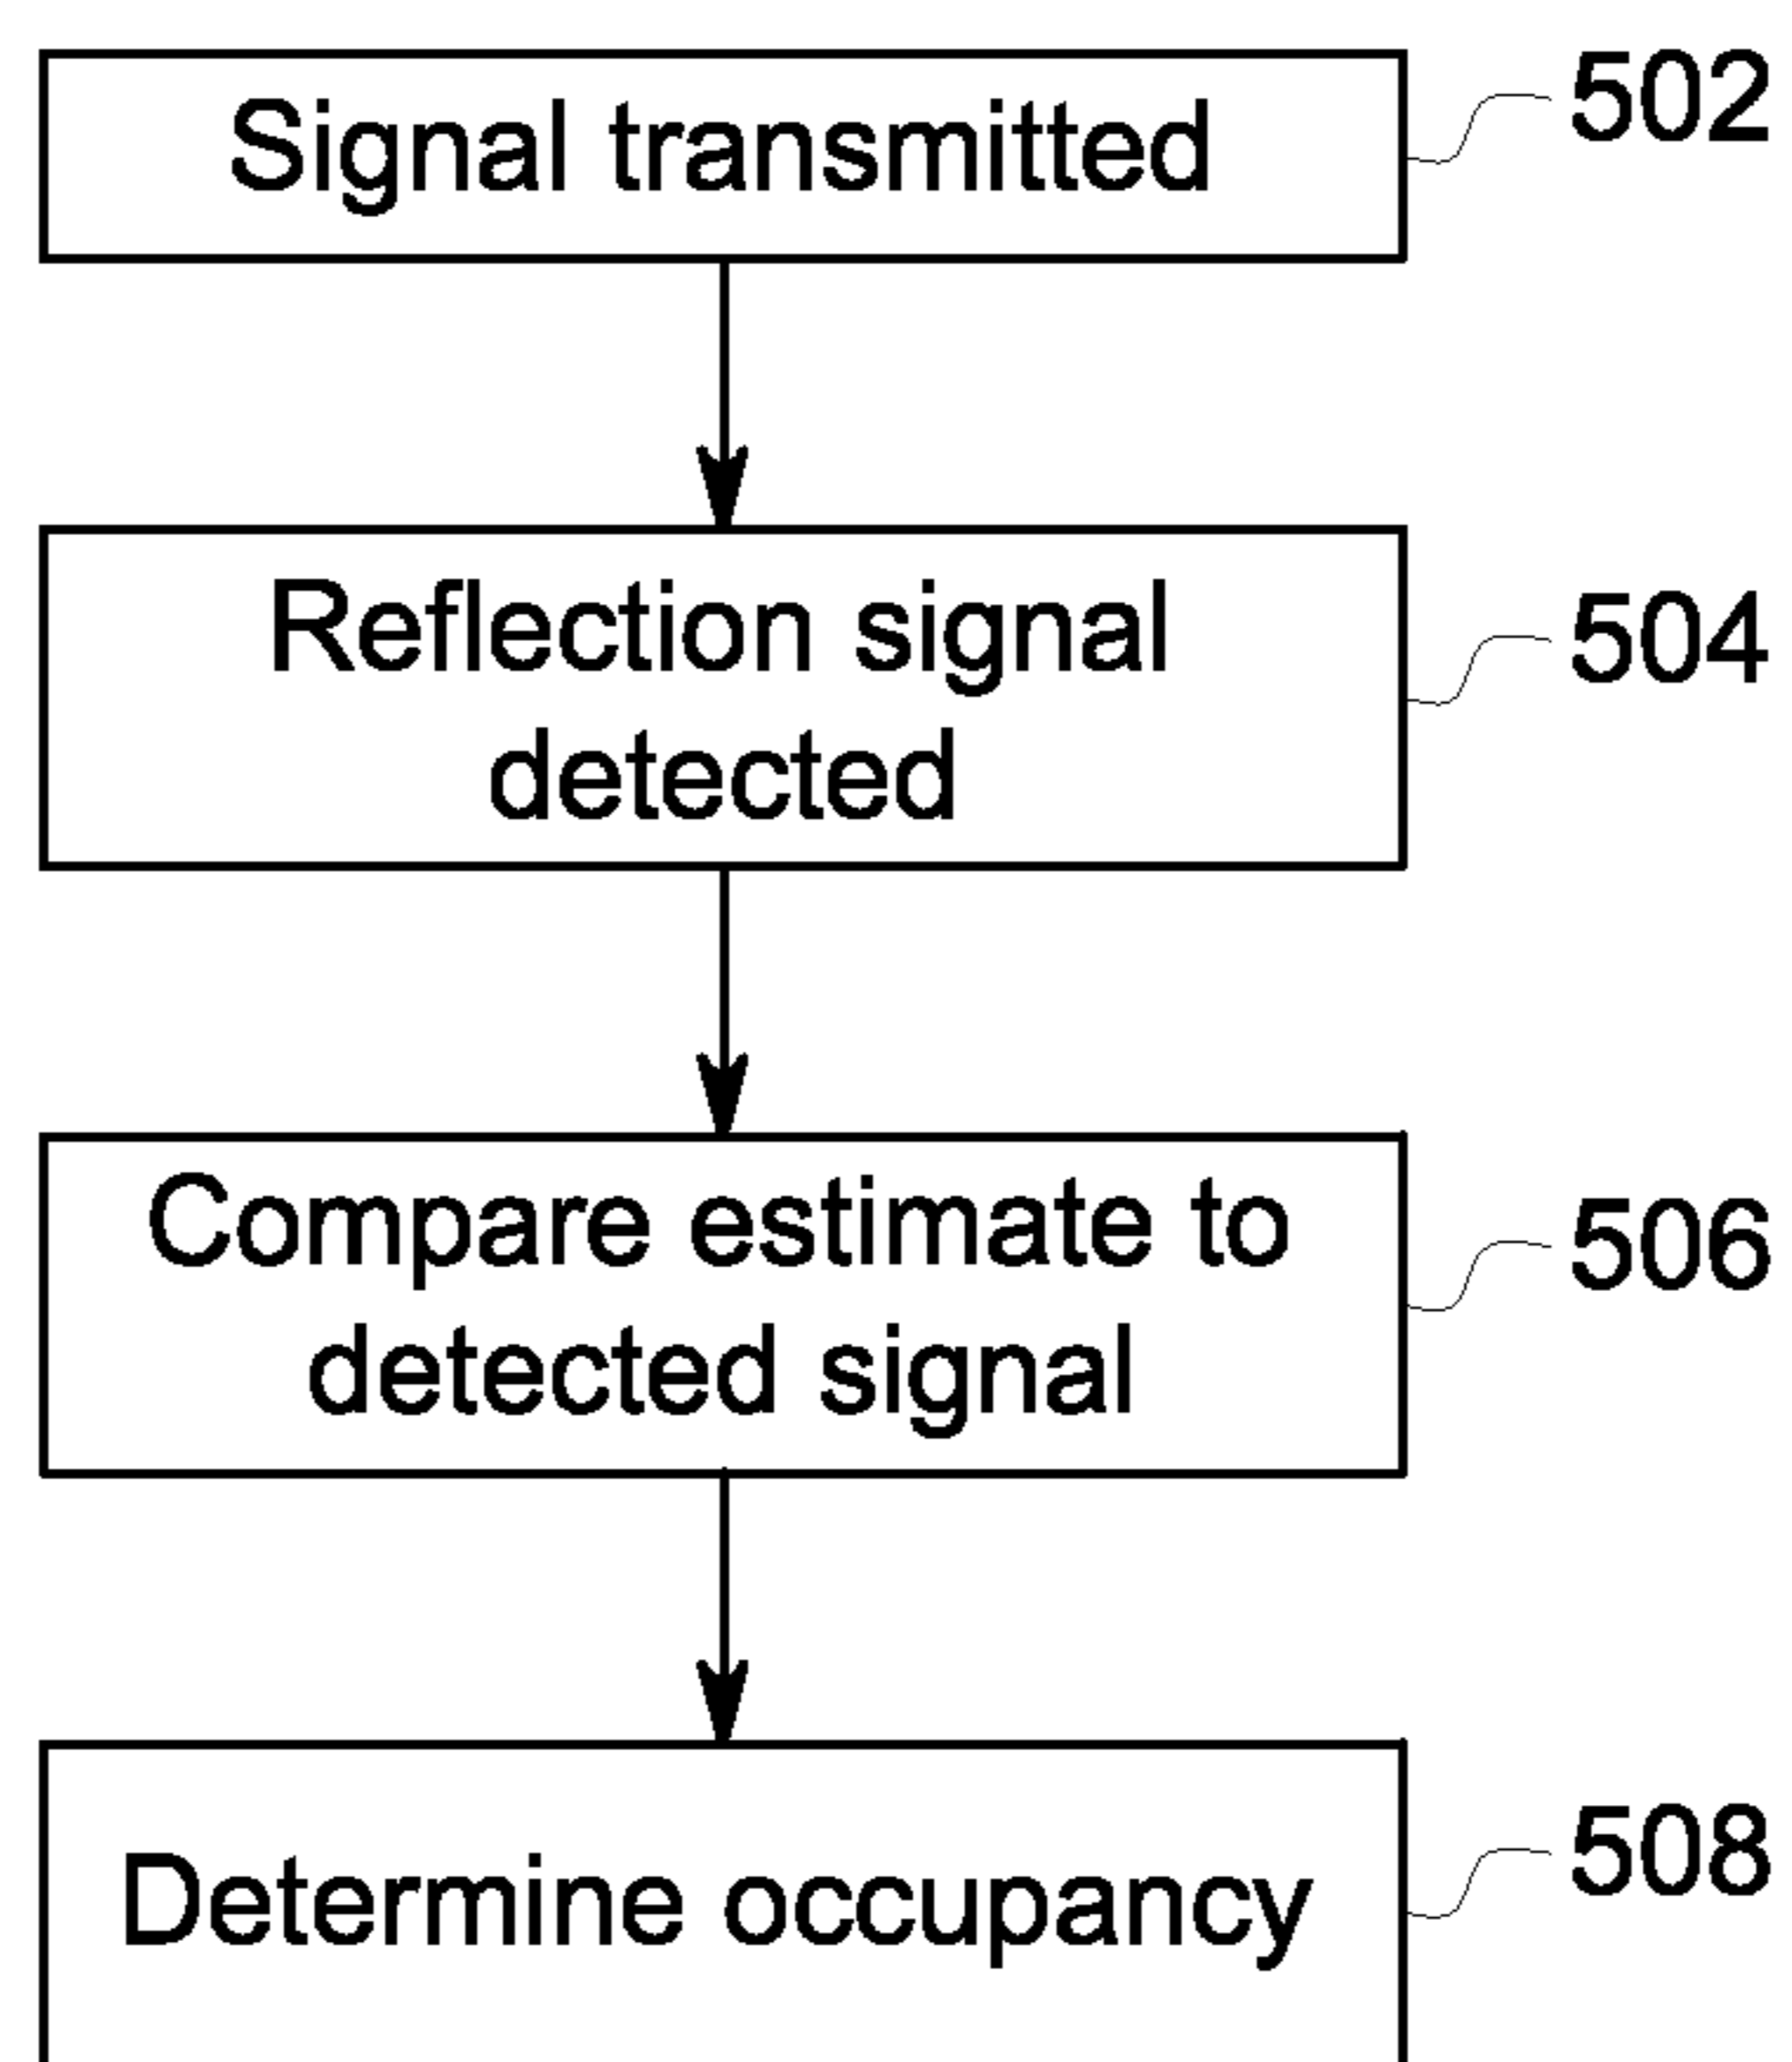 Signal transmitted
502
Reflection signal
detected
504
Compare estimate to
detected signal
506
Determine occupancy
508